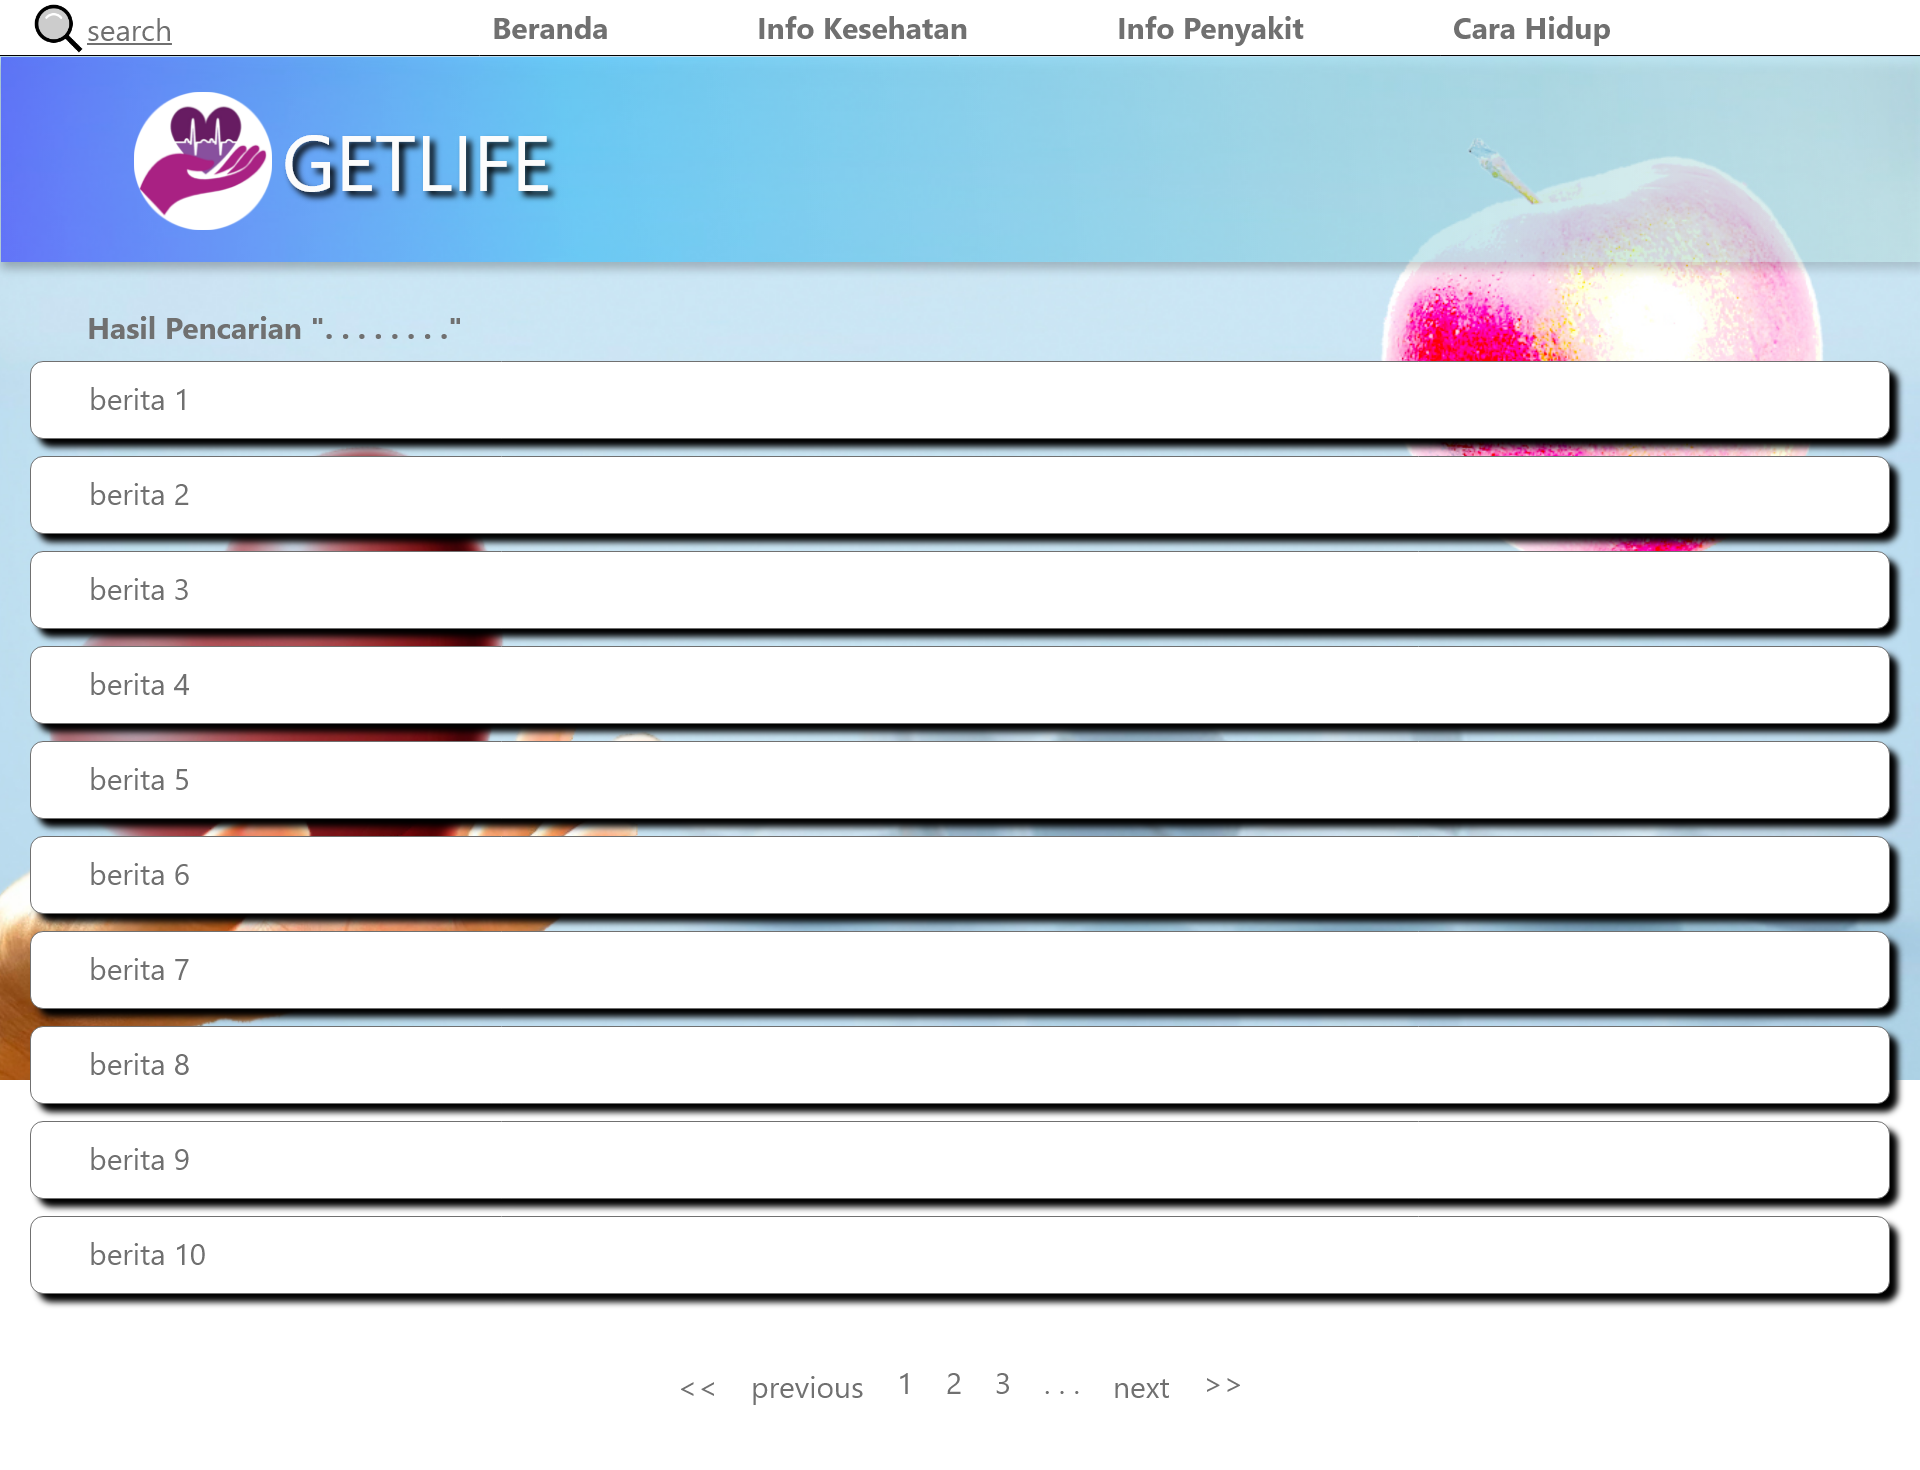 search Beranda Info Kesehatan Info Penyakit Cara Hidup
GETLIFE
Hasil Pencarian "........"
berita 1
berita 2
berita 3
berita 4
berita 5
berita 6
berita 7
berita 8
berita 9
berita 10
<< previous 1 2 3 ... next >>